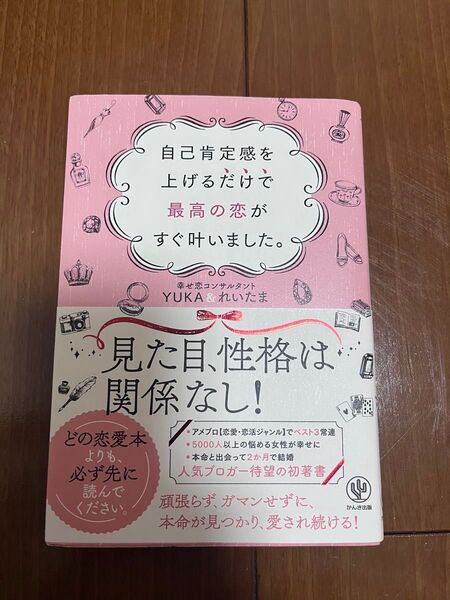 自己肯定感を
上げるだけで
最高の恋が
すぐ叶いました。
幸せ恋コンサルタント
YUKA & れいたま
見た目、性格は
関係なし!
どの恋愛本
よりも、
必ず先に
読んで
ください。
・アメブロ【恋愛・恋活ジャンル】でベスト3常連
・5000人以上の悩める女性が幸せに
・本命と出会って2か月で結婚
人気ブロガー待望の初著書
頑張らず、ガマンせずに、
本命が見つかり、愛され続ける!
かんき出版